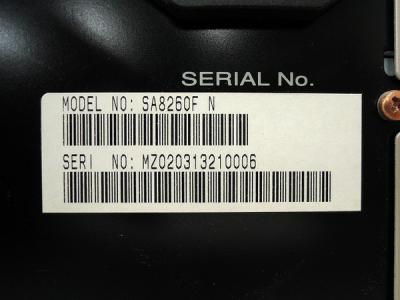 SERIAL No.
MODEL NO: SA8260F N
SERI NO: MZ020313210006